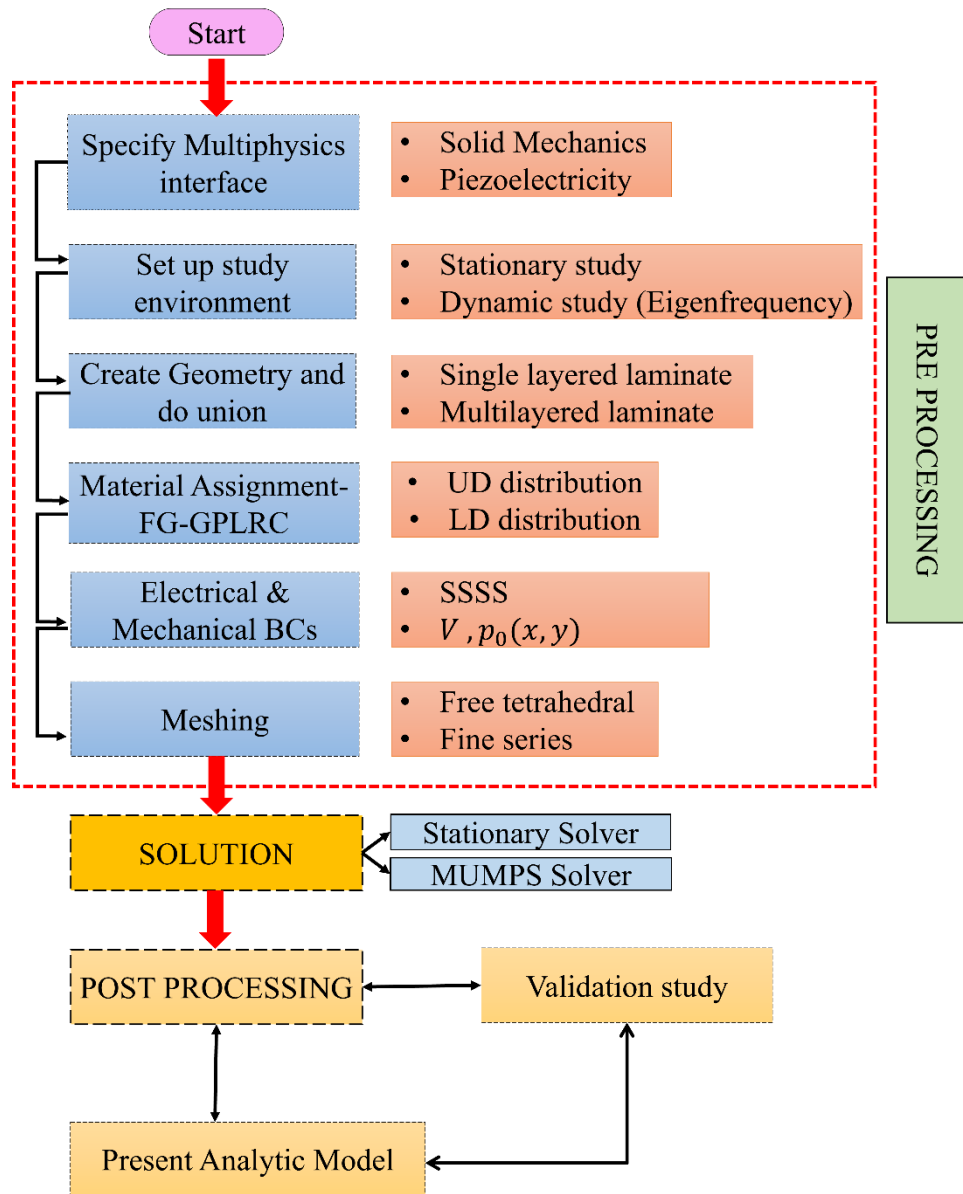 Start
Specify Multiphysics
interface
• Solid Mechanics
• Piezoelectricity
Set up study
environment
• Stationary study
• Dynamic study (Eigenfrequency)
Create Geometry and
do union
• Single layered laminate
• Multilayered laminate
Material Assignment-
FG-GPLRC
• UD distribution
• LD distribution
Electrical &
Mechanical BCs
• SSSS
• V , p₀(x, y)
Meshing
• Free tetrahedral
• Fine series
PRE PROCESSING
SOLUTION
Stationary Solver
MUMPS Solver
POST PROCESSING
Validation study
Present Analytic Model